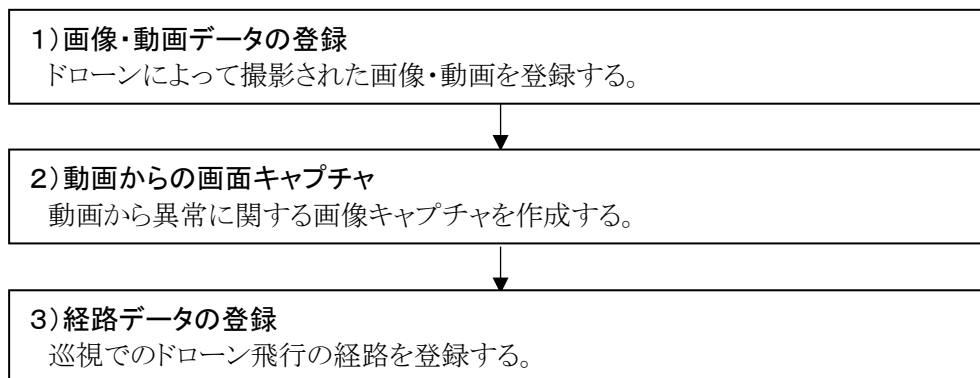 1)画像・動画データの登録
ドローンによって撮影された画像・動画を登録する。
2)動画からの画面キャプチャ
動画から異常に関する画像キャプチャを作成する。
3)経路データの登録
巡視でのドローン飛行の経路を登録する。